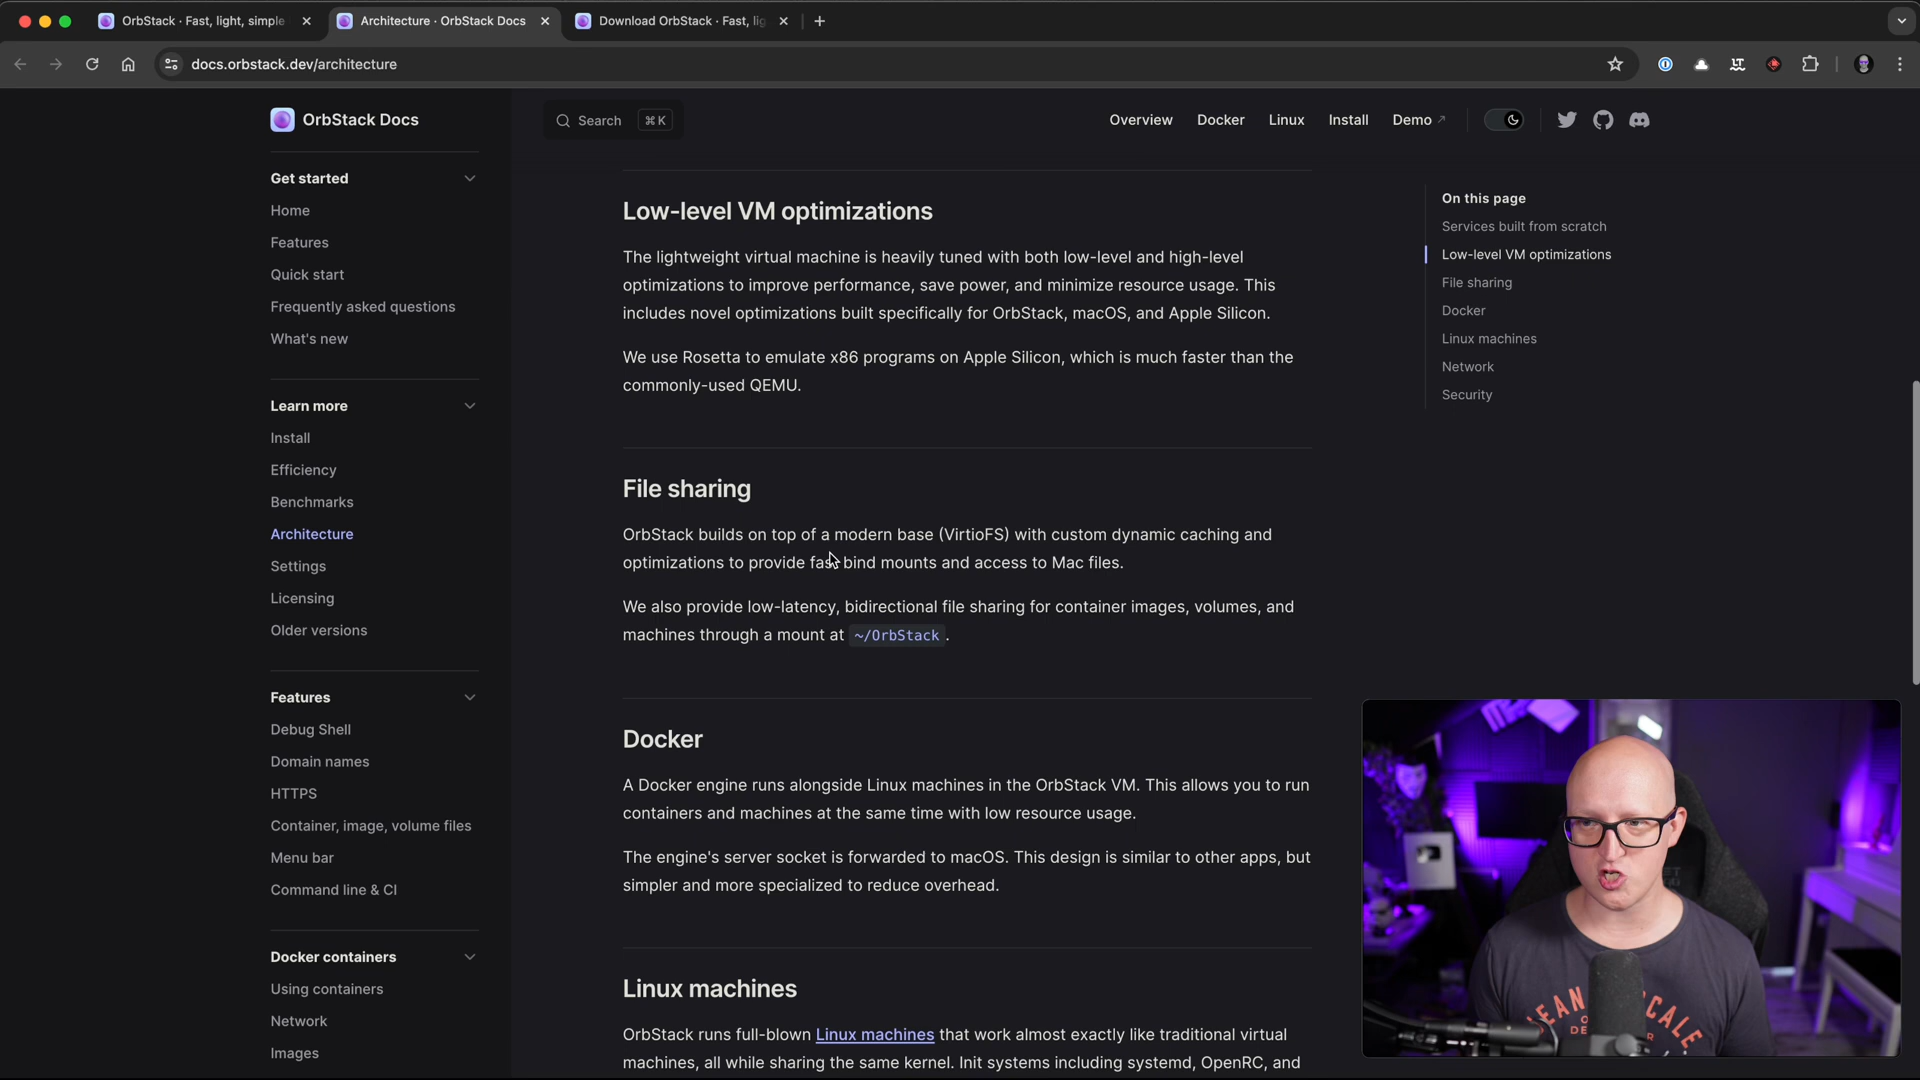 OrbStack · Fast, light, simple
Architecture · OrbStack Docs
Download OrbStack · Fast, lig
docs.orbstack.dev/architecture
OrbStack Docs
Search ⌘K
Overview
Docker
Linux
Install
Demo ↗
Get started
Home
Features
Quick start
Frequently asked questions
What's new
Learn more
Install
Efficiency
Benchmarks
Architecture
Settings
Licensing
Older versions
Features
Debug Shell
Domain names
HTTPS
Container, image, volume files
Menu bar
Command line & CI
Docker containers
Using containers
Network
Images
Low-level VM optimizations
The lightweight virtual machine is heavily tuned with both low-level and high-level
optimizations to improve performance, save power, and minimize resource usage. This
includes novel optimizations built specifically for OrbStack, macOS, and Apple Silicon.
We use Rosetta to emulate x86 programs on Apple Silicon, which is much faster than the
commonly-used QEMU.
File sharing
OrbStack builds on top of a modern base (VirtioFS) with custom dynamic caching and
optimizations to provide fast bind mounts and access to Mac files.
We also provide low-latency, bidirectional file sharing for container images, volumes, and
machines through a mount at ~/OrbStack .
Docker
A Docker engine runs alongside Linux machines in the OrbStack VM. This allows you to run
containers and machines at the same time with low resource usage.
The engine's server socket is forwarded to macOS. This design is similar to other apps, but
simpler and more specialized to reduce overhead.
Linux machines
OrbStack runs full-blown Linux machines that work almost exactly like traditional virtual
machines, all while sharing the same kernel. Init systems including systemd, OpenRC, and
On this page
Services built from scratch
Low-level VM optimizations
File sharing
Docker
Linux machines
Network
Security